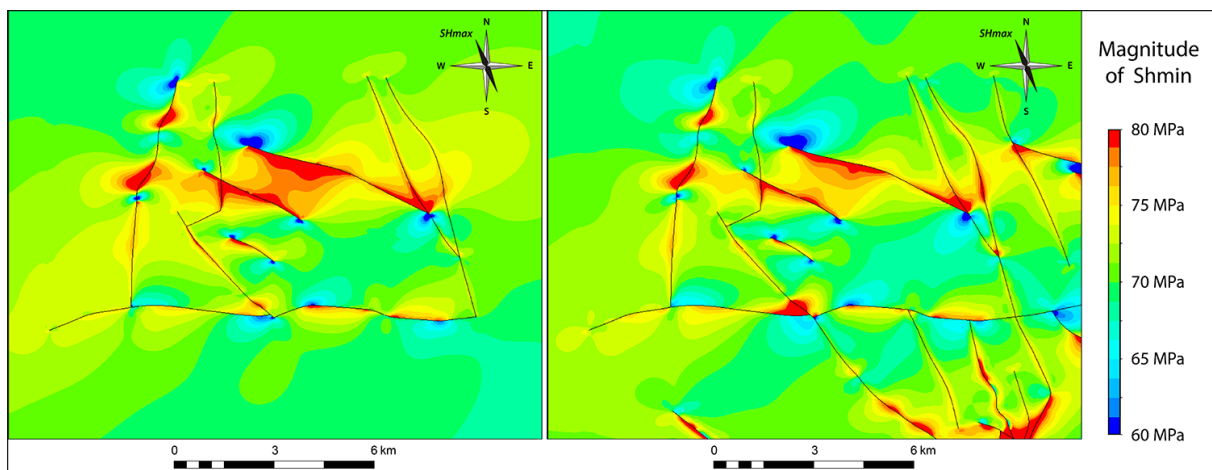 SHmax
N
W
E
S
0
3
6 km
SHmax
N
W
E
S
0
3
6 km
Magnitude
of Shmin
80 MPa
75 MPa
70 MPa
65 MPa
60 MPa